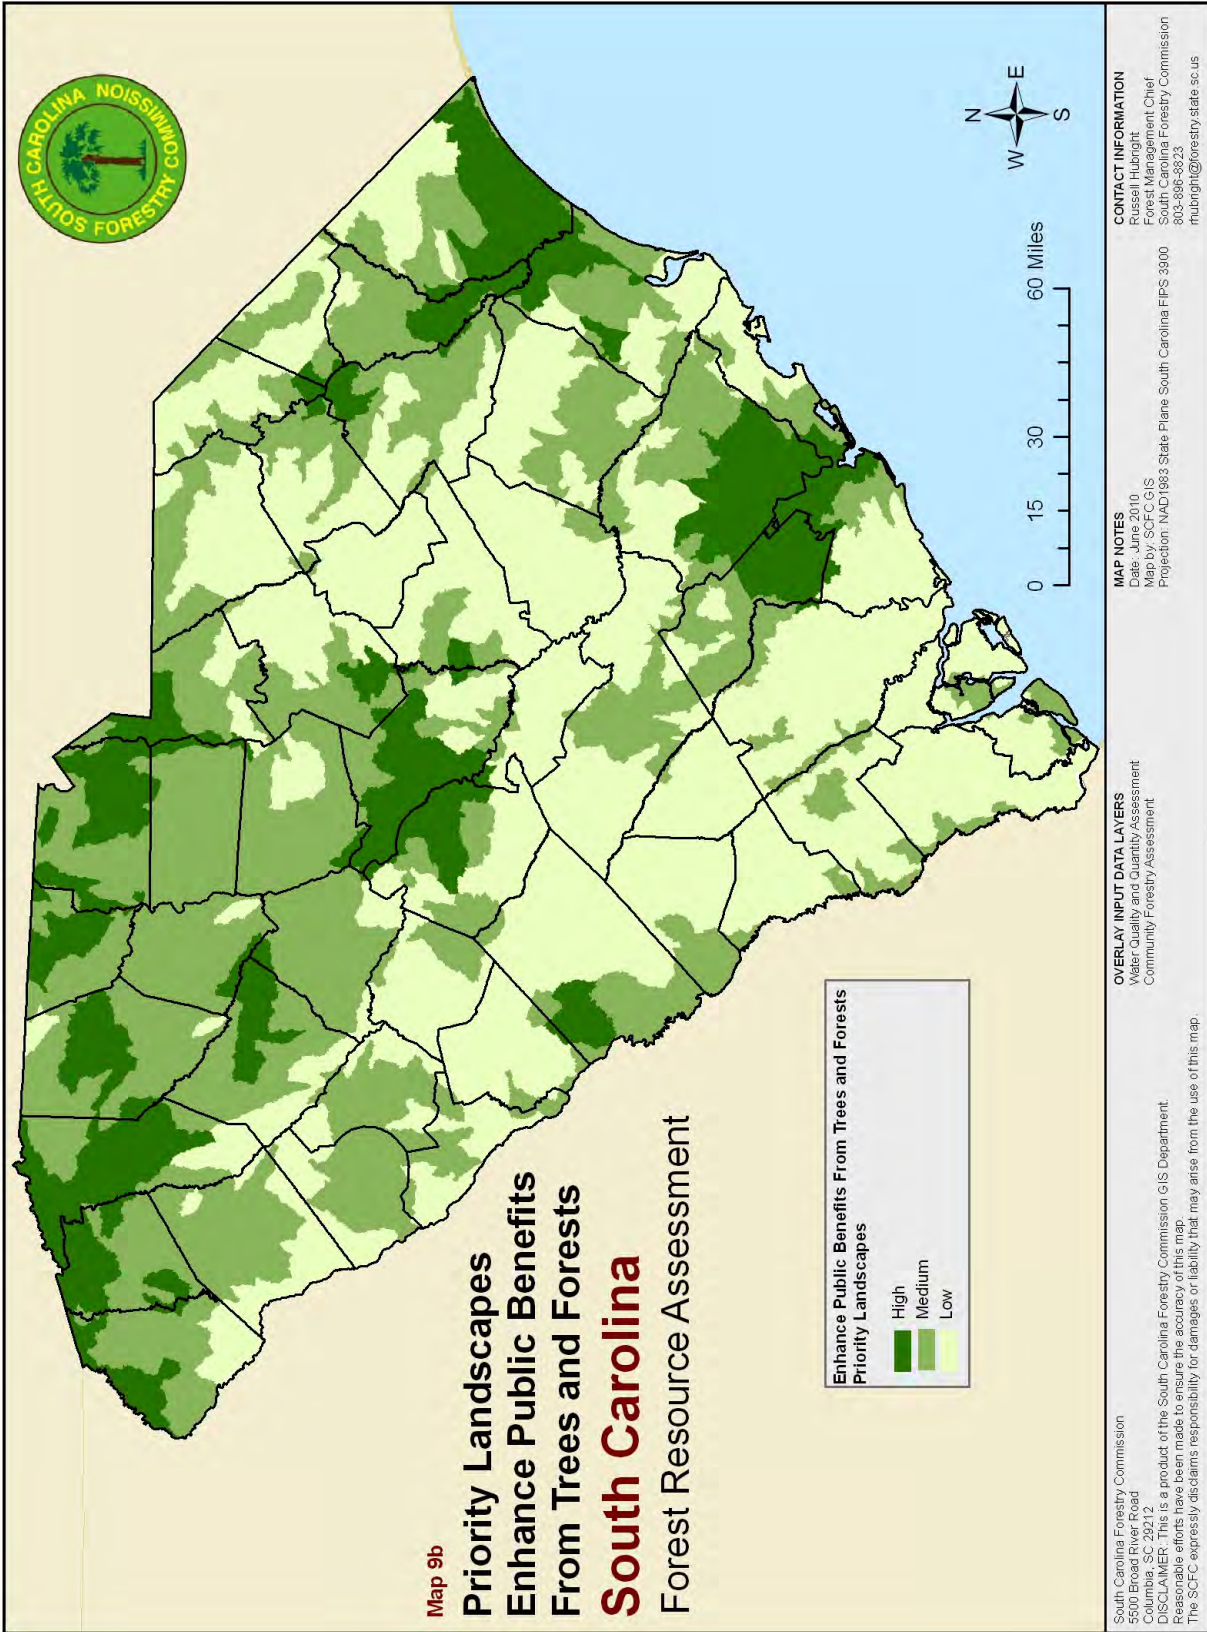 SOUTH CAROLINA
FORESTRY COMMISSION
Map 9b
Priority Landscapes
Enhance Public Benefits
From Trees and Forests
South Carolina
Forest Resource Assessment
Enhance Public Benefits From Trees and Forests
Priority Landscapes
High
Medium
Low
N
W
E
S
0
15
30
60 Miles
South Carolina Forestry Commission
5500 Broad River Road
Columbia, SC 29212
DISCLAIMER: This is a product of the South Carolina Forestry Commission GIS Department.
Reasonable efforts have been made to ensure the accuracy of this map.
The SCFC expressly disclaims responsibility for damages or liability that may arise from the use of this map.
OVERLAY INPUT DATA LAYERS
Water Quality and Quantity Assessment
Community Forestry Assessment
MAP NOTES
Date: June 2010
Map by: SCFC GIS
Projection: NAD1983 State Plane South Carolina FIPS 3900
CONTACT INFORMATION
Russell Hubright
Forest Management Chief
South Carolina Forestry Commission
803-896-8823
rhubright@forestry.state.sc.us